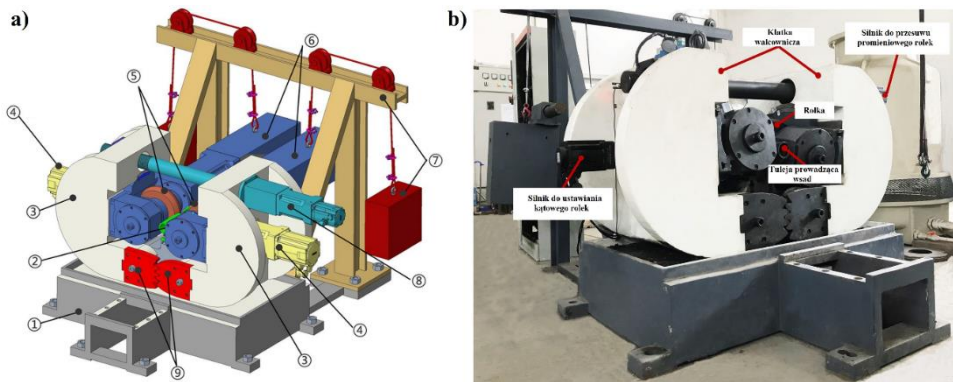 a)
b)
⑥
⑤
④
③
⑦
②
⑧
①
④
③
⑨
Klatka
walcownicza
Silnik do przesuwu
promieniowego rolek
Rolka
Tuleja prowadząca
wsad
Silnik do ustawiania
kątowego rolek